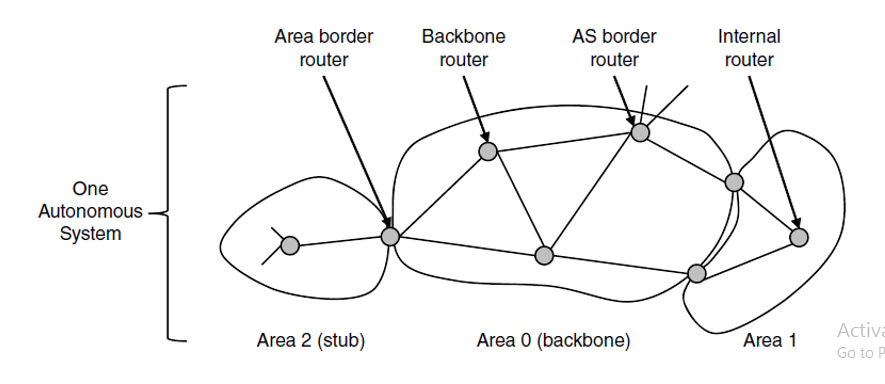 Area border
router
Backbone
router
AS border
router
Internal
router
One
Autonomous
System
Area 2 (stub)
Area 0 (backbone)
Area 1
Activa
Go to P